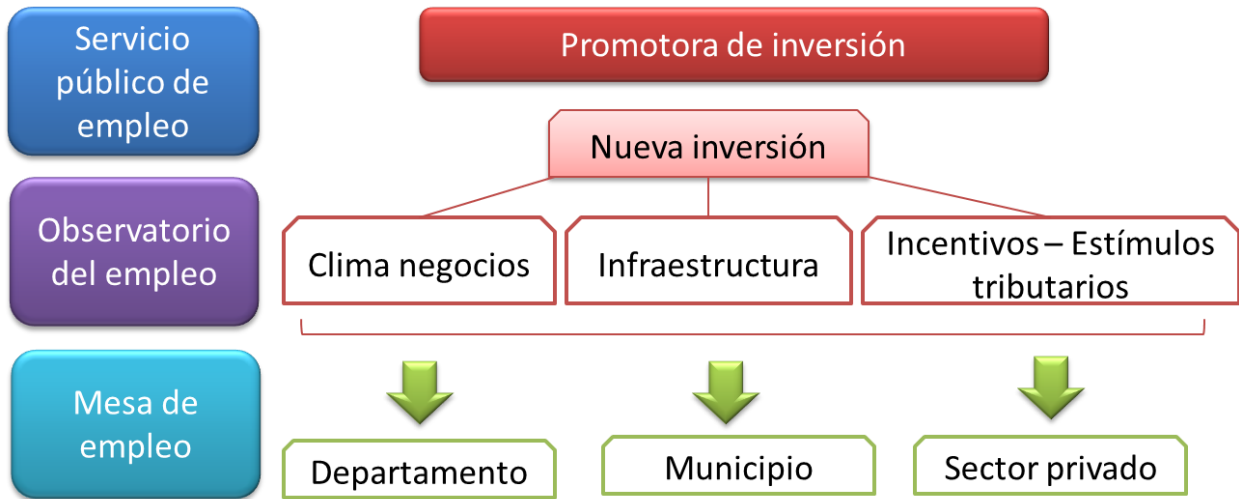 Servicio
público de
empleo
Promotora de inversión
Nueva inversión
Observatorio
del empleo
Clima negocios
Infraestructura
Incentivos – Estímulos
tributarios
Mesa de
empleo
Departamento
Municipio
Sector privado